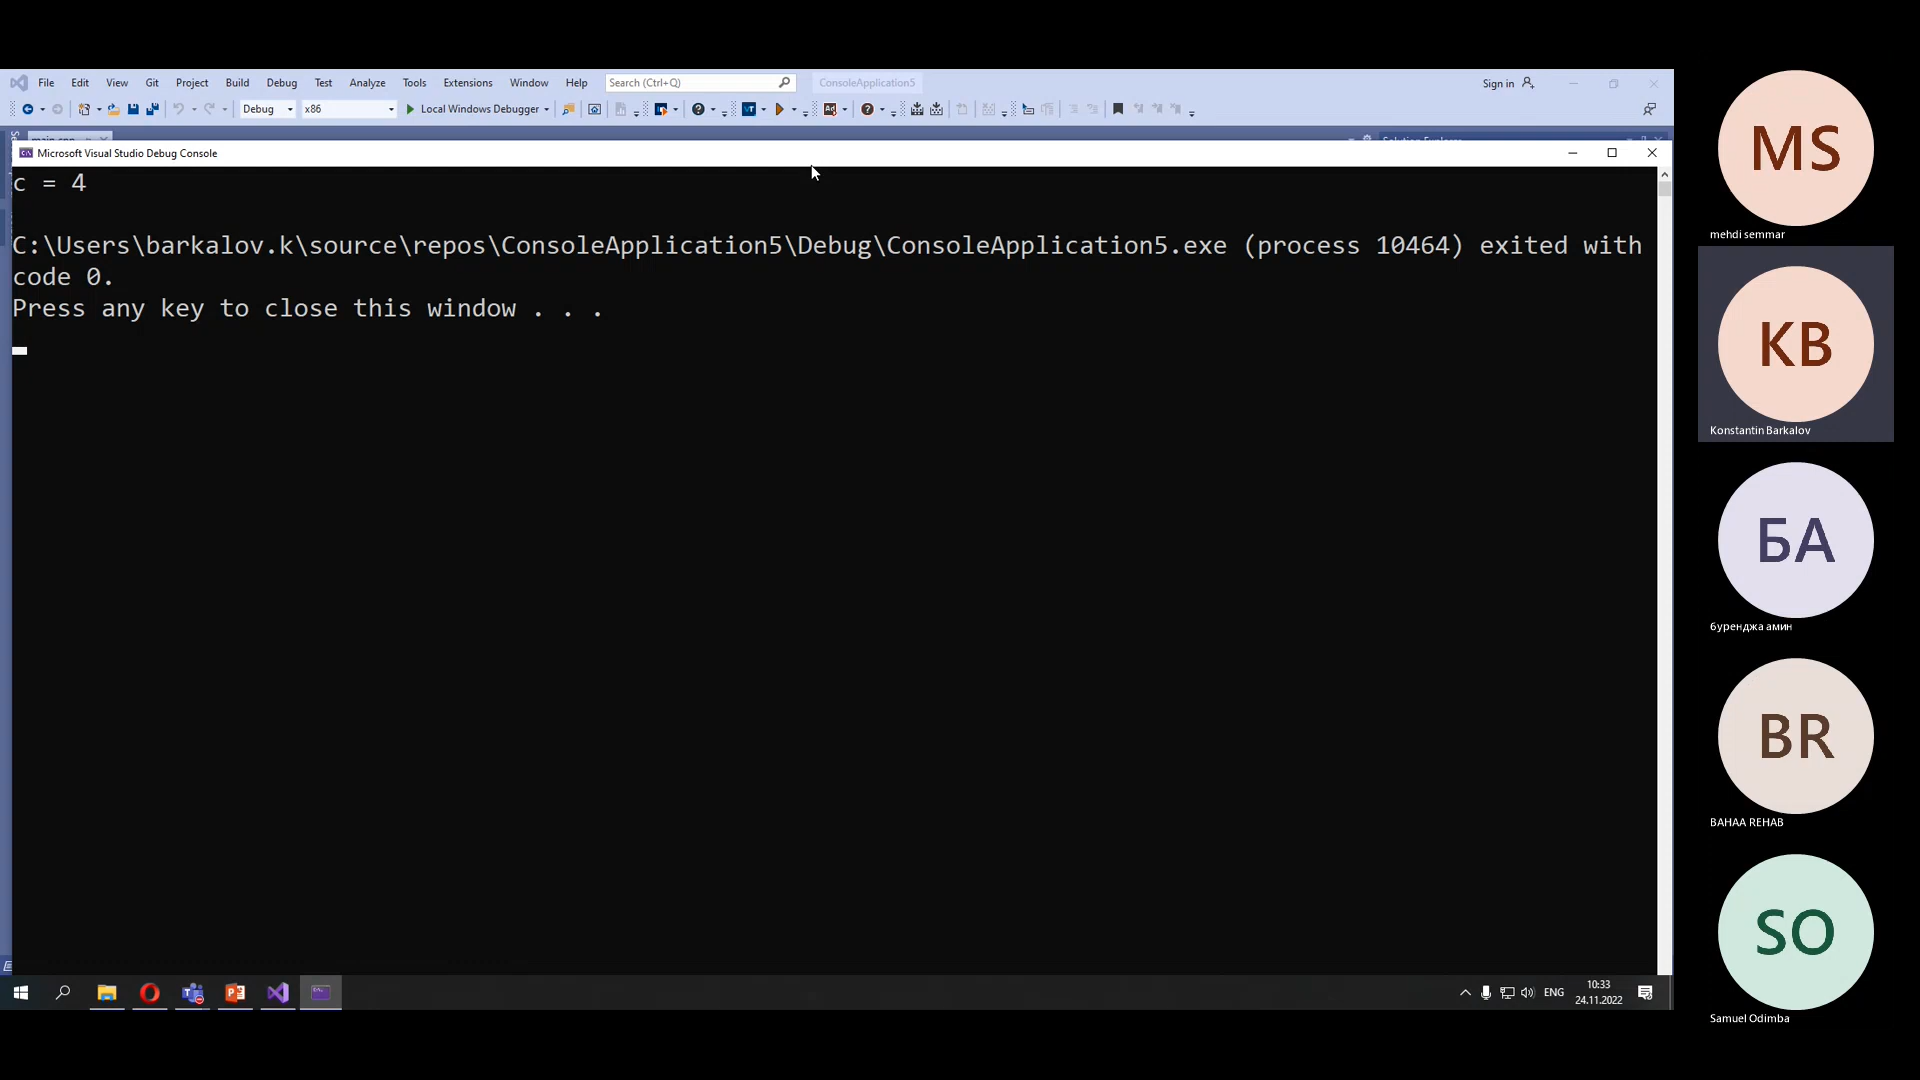 File Edit View Git Project Build Debug Test Analyze Tools Extensions Window Help Search (Ctrl+Q) ConsoleApplication5 Sign in
Debug x86 Local Windows Debugger
Microsoft Visual Studio Debug Console
c = 4
C:\Users\barkalov.k\source\repos\ConsoleApplication5\Debug\ConsoleApplication5.exe (process 10464) exited with
code 0.
Press any key to close this window . . .
ENG
10:33
24.11.2022
MS
mehdi semmar
KB
Konstantin Barkalov
БА
буренджа амин
BR
BAHAA REHAB
SO
Samuel Odimba